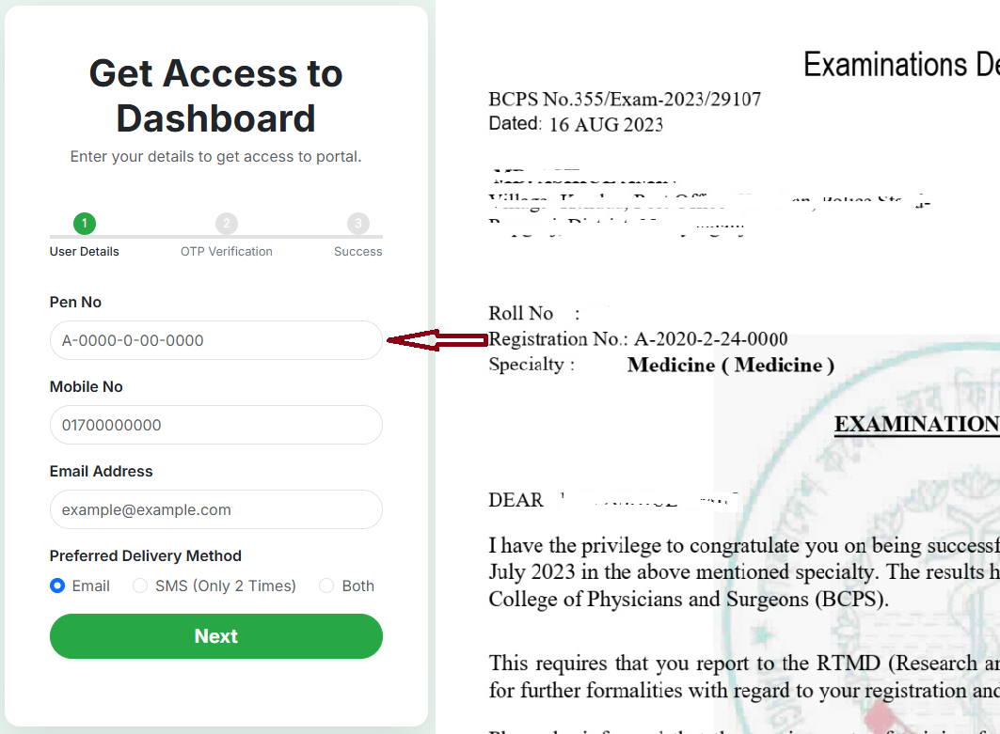 Get Access to
Dashboard
Enter your details to get access to portal.
1
2
3
User Details
OTP Verification
Success
Pen No
A-0000-0-00-0000
Mobile No
01700000000
Email Address
example@example.com
Preferred Delivery Method
Email
SMS (Only 2 Times)
Both
Next
Examinations De
BCPS No.355/Exam-2023/29107
Dated: 16 AUG 2023
Roll No :
Registration No.: A-2020-2-24-0000
Specialty : Medicine ( Medicine )
EXAMINATION
DEAR
I have the privilege to congratulate you on being successf
July 2023 in the above mentioned specialty. The results h
College of Physicians and Surgeons (BCPS).
This requires that you report to the RTMD (Research an
for further formalities with regard to your registration and